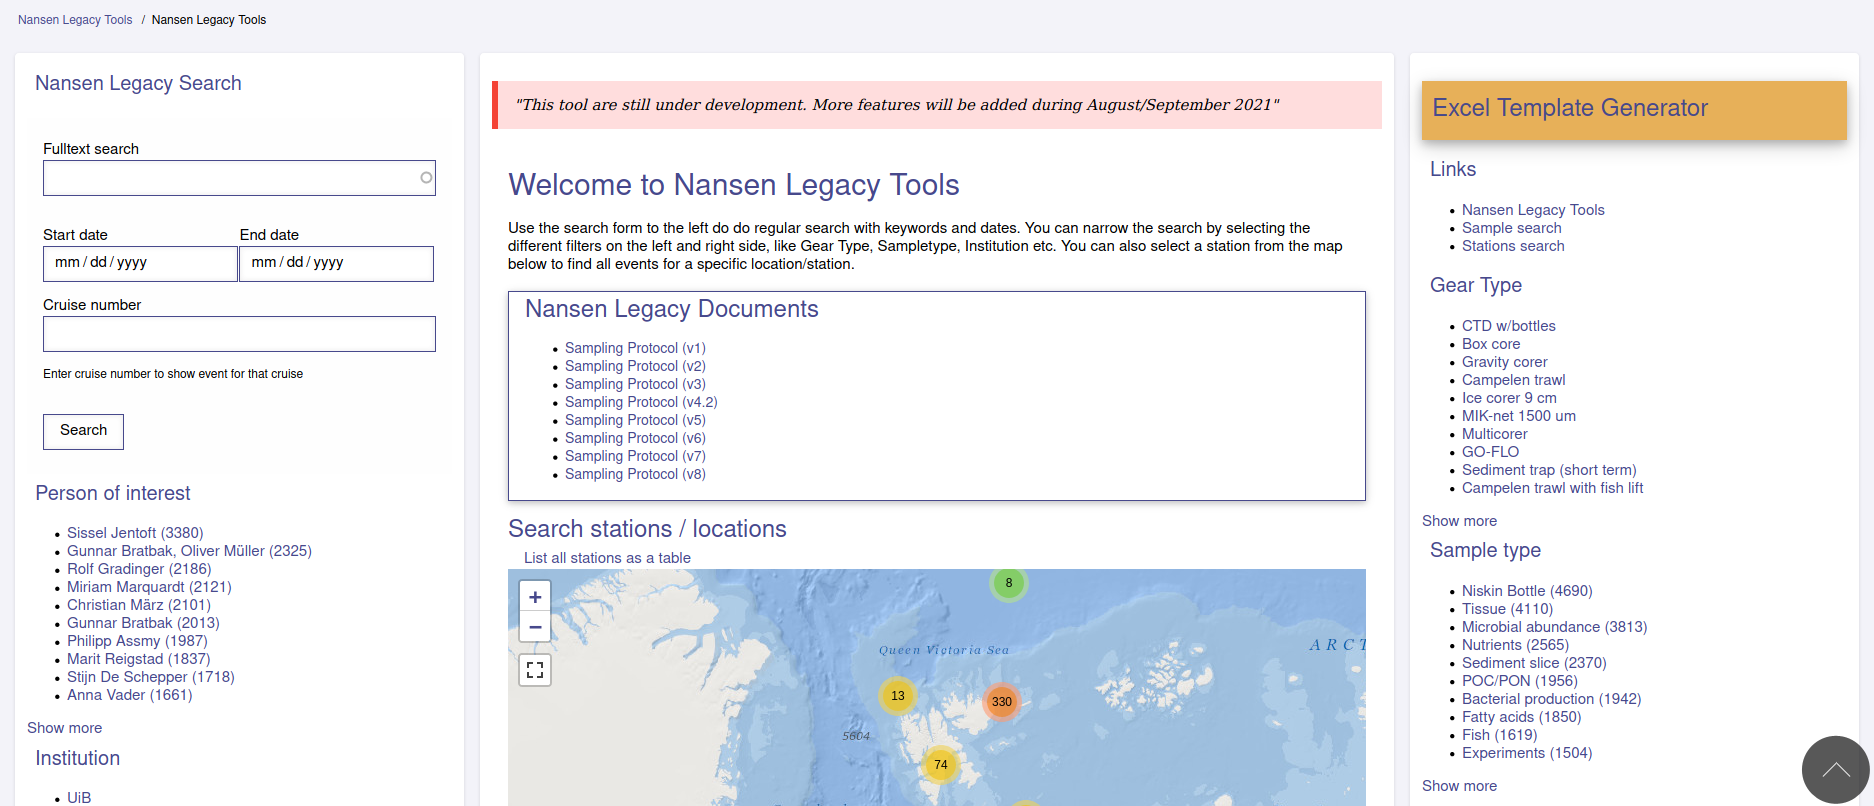 Nansen Legacy Tools / Nansen Legacy Tools
Nansen Legacy Search
Fulltext search
Start date End date
mm / dd / yyyy mm / dd / yyyy
Cruise number
Enter cruise number to show event for that cruise
Search
Person of interest
Sissel Jentoft (3380)
Gunnar Bratbak, Oliver Müller (2325)
Rolf Gradinger (2186)
Miriam Marquardt (2121)
Christian März (2101)
Gunnar Bratbak (2013)
Philipp Assmy (1987)
Marit Reigstad (1837)
Stijn De Schepper (1718)
Anna Vader (1661)
Show more
Institution
UiB
"This tool are still under development. More features will be added during August/September 2021"
Welcome to Nansen Legacy Tools
Use the search form to the left do do regular search with keywords and dates. You can narrow the search by selecting the
different filters on the left and right side, like Gear Type, Sampletype, Institution etc. You can also select a station from the map
below to find all events for a specific location/station.
Nansen Legacy Documents
Sampling Protocol (v1)
Sampling Protocol (v2)
Sampling Protocol (v3)
Sampling Protocol (v4.2)
Sampling Protocol (v5)
Sampling Protocol (v6)
Sampling Protocol (v7)
Sampling Protocol (v8)
Search stations / locations
List all stations as a table
+
−
8
Queen Victoria Sea
ARCT
13
330
5604
74
Excel Template Generator
Links
Nansen Legacy Tools
Sample search
Stations search
Gear Type
CTD w/bottles
Box core
Gravity corer
Campelen trawl
Ice corer 9 cm
MIK-net 1500 um
Multicorer
GO-FLO
Sediment trap (short term)
Campelen trawl with fish lift
Show more
Sample type
Niskin Bottle (4690)
Tissue (4110)
Microbial abundance (3813)
Nutrients (2565)
Sediment slice (2370)
POC/PON (1956)
Bacterial production (1942)
Fatty acids (1850)
Fish (1619)
Experiments (1504)
Show more